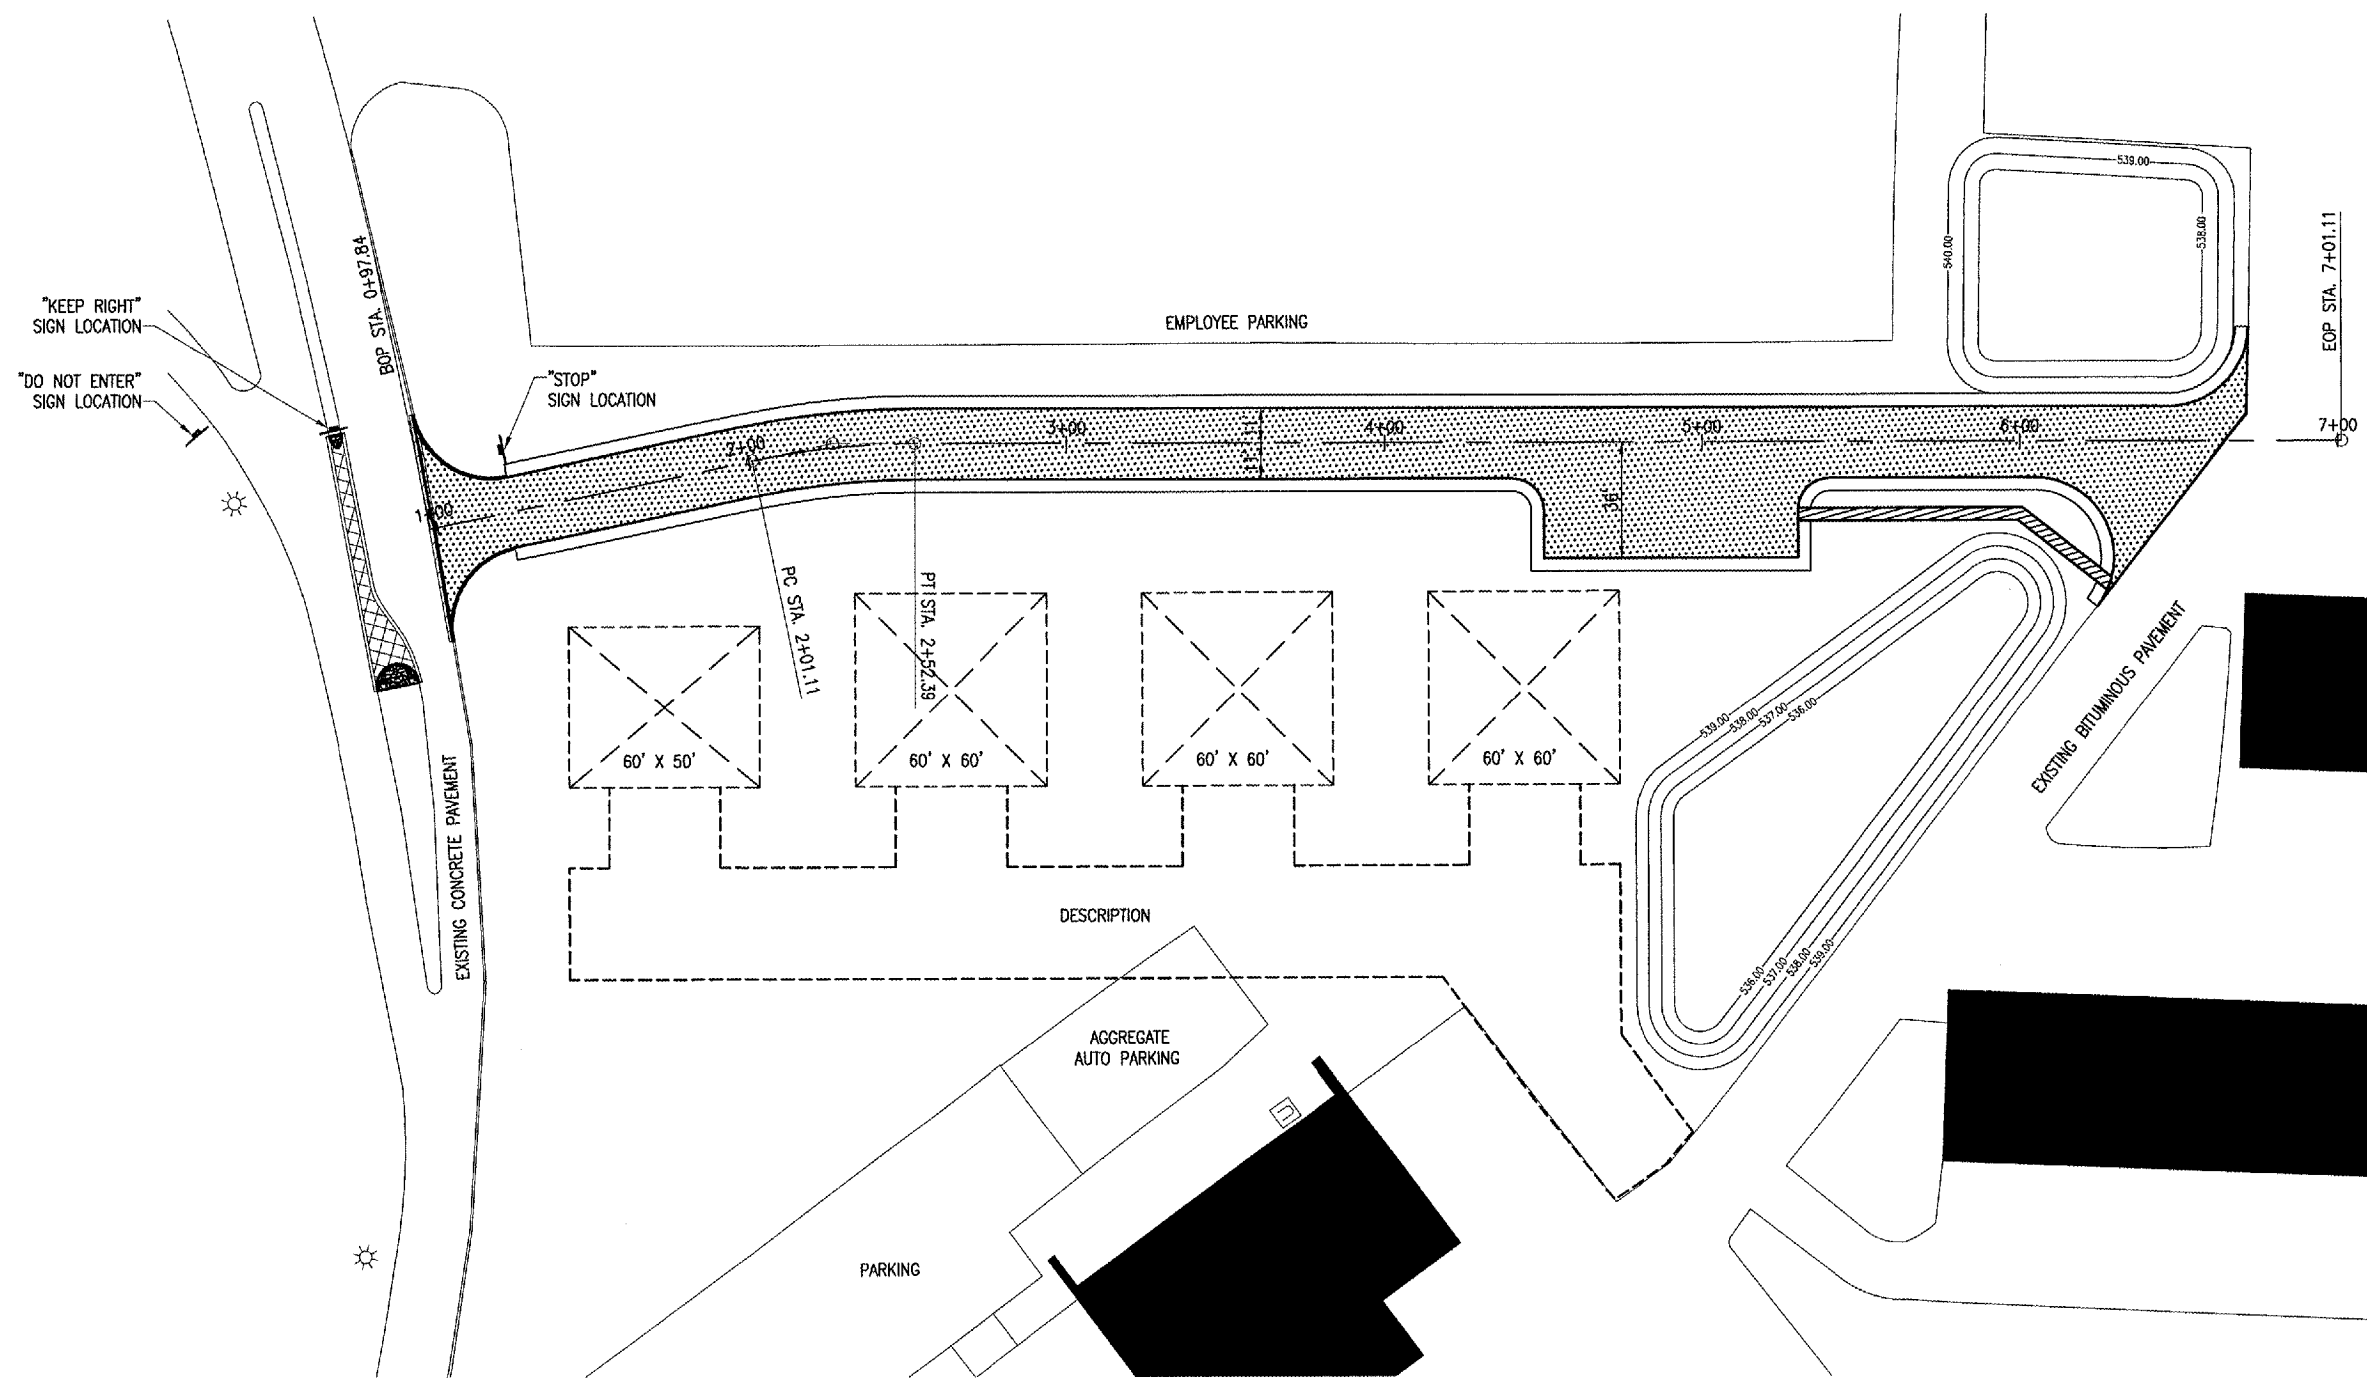 539.00
540.00
538.00
BOP STA. 0+97.84
EOP STA. 7+01.11
"KEEP RIGHT"
SIGN LOCATION
EMPLOYEE PARKING
"DO NOT ENTER"
SIGN LOCATION
"STOP"
SIGN LOCATION
1+00
2+00
3+00
11' 11'
4+00
5+00
6+00
7+00
36'
PC STA. 2+01.11
PT STA. 2+52.39
60' X 50'
60' X 60'
60' X 60'
60' X 60'
539.00
538.00
537.00
536.00
EXISTING BITUMINOUS PAVEMENT
EXISTING CONCRETE PAVEMENT
DESCRIPTION
536.00
537.00
538.00
539.00
AGGREGATE
AUTO PARKING
PARKING